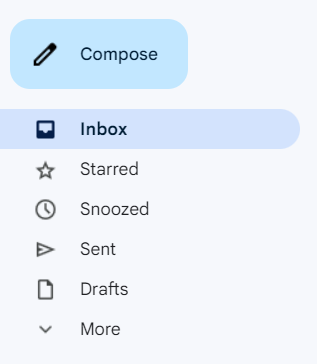 Compose
Inbox
Starred
Snoozed
Sent
Drafts
More